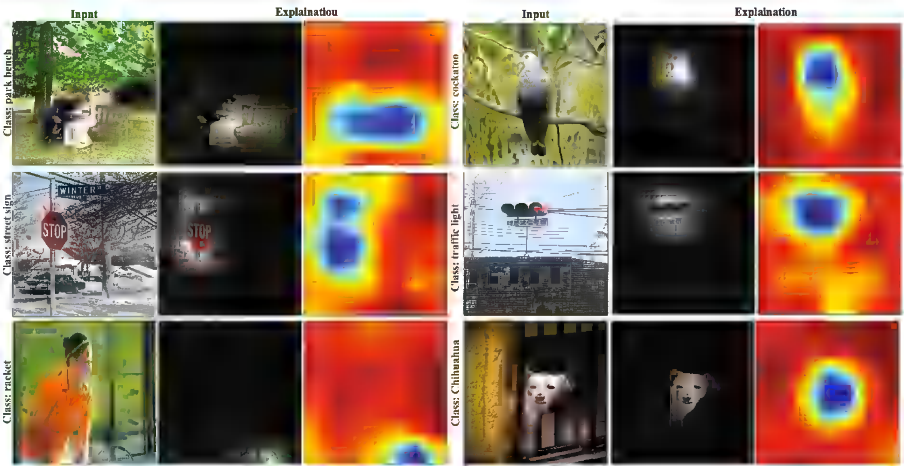 Input
Explainatiou
Input
Explaination
Class: park bench
Class: cockatoo
WINTER
STOP
STOP
Class: street sign
Class: traffic light
Class: racket
Class: Chihuahua